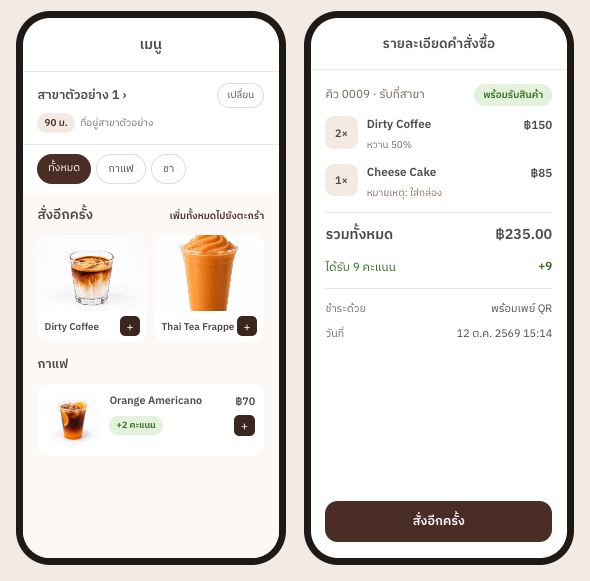 เมนู
สาขาตัวอย่าง 1 ›
เปลี่ยน
90 ม. ที่อยู่สาขาตัวอย่าง
ทั้งหมด กาแฟ ชา
สั่งอีกครั้ง เพิ่มทั้งหมดไปยังตะกร้า
Dirty Coffee + Thai Tea Frappe +
กาแฟ
Orange Americano ฿70
+2 คะแนน +
รายละเอียดคำสั่งซื้อ
คิว 0009 · รับที่สาขา พร้อมรับสินค้า
2× Dirty Coffee ฿150
หวาน 50%
1× Cheese Cake ฿85
หมายเหตุ: ใส่กล่อง
รวมทั้งหมด ฿235.00
ได้รับ 9 คะแนน +9
ชำระด้วย พร้อมเพย์ QR
วันที่ 12 ต.ค. 2569 15:14
สั่งอีกครั้ง